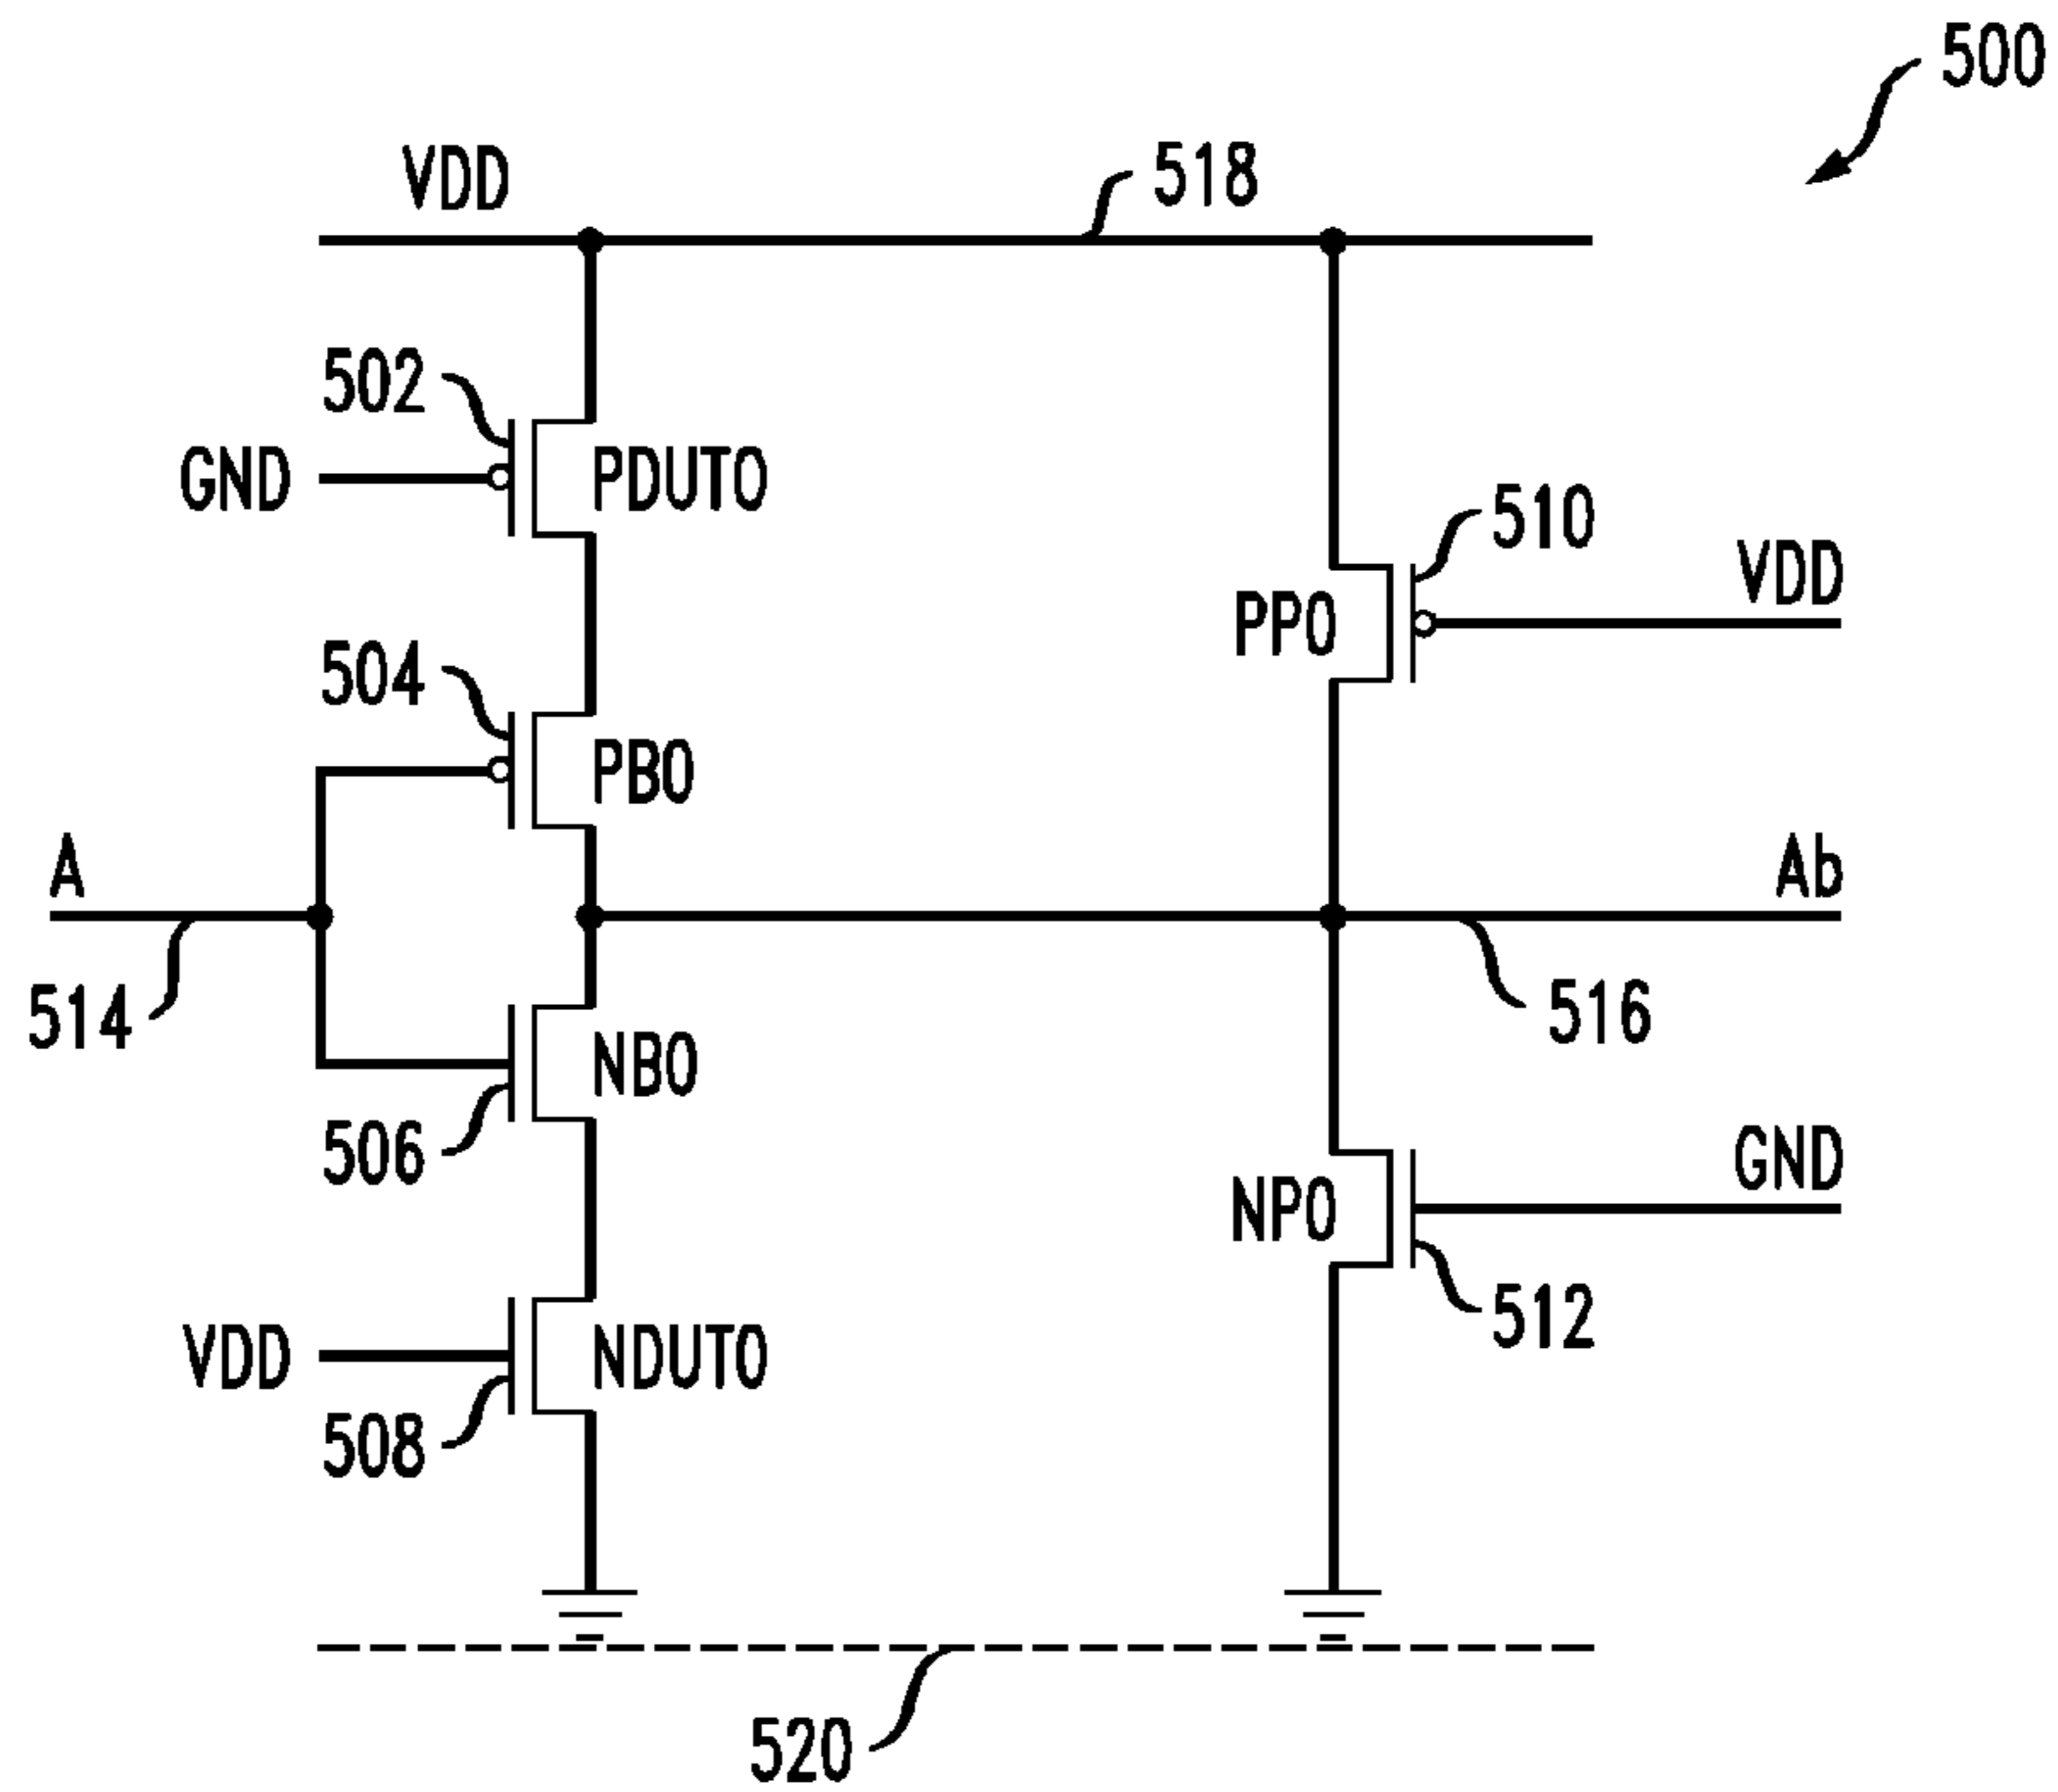 500
VDD
518
502
GND
PDUT0
510
VDD
PP0
504
PB0
A
Ab
514
516
NB0
506
GND
NP0
512
VDD
NDUT0
508
520